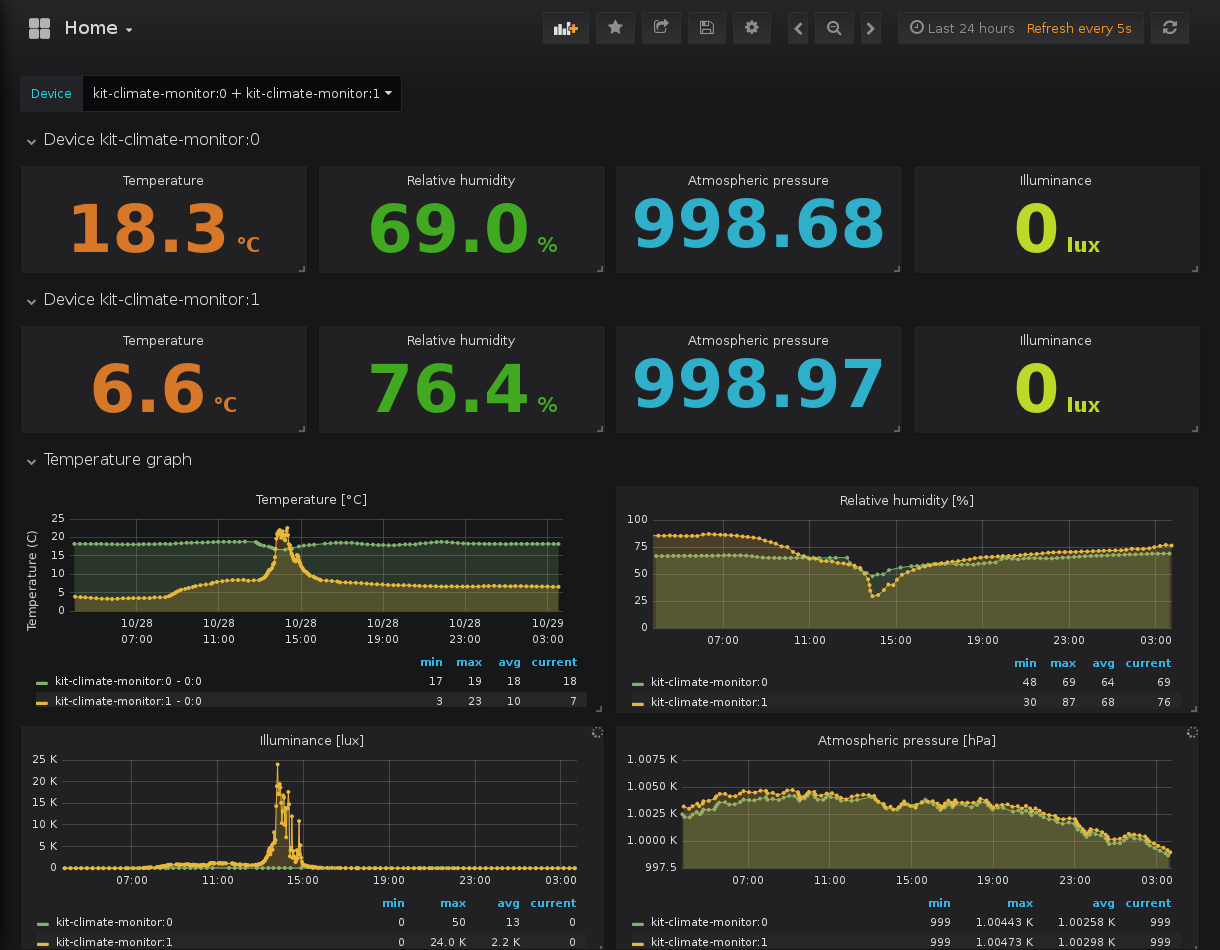 Home
Last 24 hours Refresh every 5s
Device kit-climate-monitor:0 + kit-climate-monitor:1
Device kit-climate-monitor:0
Temperature Relative humidity Atmospheric pressure Illuminance
18.3 °C 69.0 % 998.68 0 lux
Device kit-climate-monitor:1
Temperature Relative humidity Atmospheric pressure Illuminance
6.6 °C 76.4 % 998.97 0 lux
Temperature graph
Temperature [°C]
Temperature (C)
25
20
15
10
5
0
10/28 10/28 10/28 10/28 10/28 10/29
07:00 11:00 15:00 19:00 23:00 03:00
min max avg current
kit-climate-monitor:0 - 0:0 17 19 18 18
kit-climate-monitor:1 - 0:0 3 23 10 7
Relative humidity [%]
100
75
50
25
0
07:00 11:00 15:00 19:00 23:00 03:00
min max avg current
kit-climate-monitor:0 48 69 64 69
kit-climate-monitor:1 30 87 68 76
Illuminance [lux]
25 K
20 K
15 K
10 K
5 K
0
07:00 11:00 15:00 19:00 23:00 03:00
min max avg current
kit-climate-monitor:0 0 50 13 0
kit-climate-monitor:1 0 24.0 K 2.2 K 0
Atmospheric pressure [hPa]
1.0075 K
1.0050 K
1.0025 K
1.0000 K
997.5
07:00 11:00 15:00 19:00 23:00 03:00
min max avg current
kit-climate-monitor:0 999 1.00443 K 1.00258 K 999
kit-climate-monitor:1 999 1.00473 K 1.00298 K 999